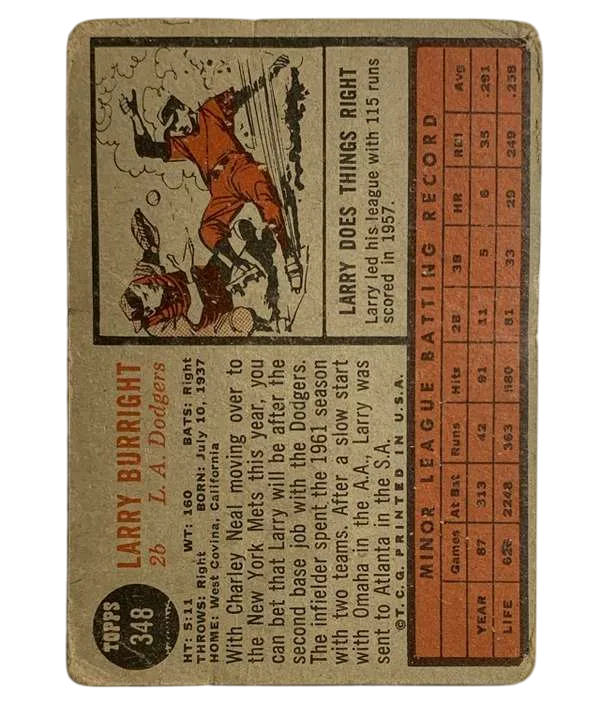 TOPPS
348
LARRY BURRIGHT
2b L. A. Dodgers
HT: 5:11 WT: 160 BATS: Right
THROWS: Right BORN: July 10, 1937
HOME: West Covina, California
With Charley Neal moving over to
the New York Mets this year, you
can bet that Larry will be after the
second base job with the Dodgers.
The infielder spent the 1961 season
with two teams. After a slow start
with Omaha in the A.A., Larry was
sent to Atlanta in the S.A.
©T.C.G. PRINTED IN U.S.A.
LARRY DOES THINGS RIGHT
Larry led his league with 115 runs
scored in 1957.
MINOR LEAGUE BATTING RECORD
Games At Bat Runs Hits 2B 3B HR RBI Avg
YEAR 87 313 42 91 11 5 6 35 .291
LIFE 2248 363 580 81 33 29 249 .258